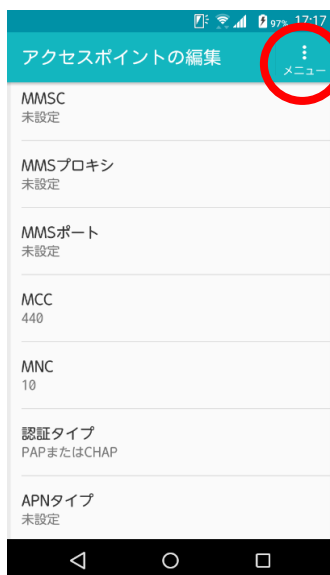 97% 17:17
アクセスポイントの編集
メニュー
MMSC
未設定
MMSプロキシ
未設定
MMSポート
未設定
MCC
440
MNC
10
認証タイプ
PAPまたはCHAP
APNタイプ
未設定